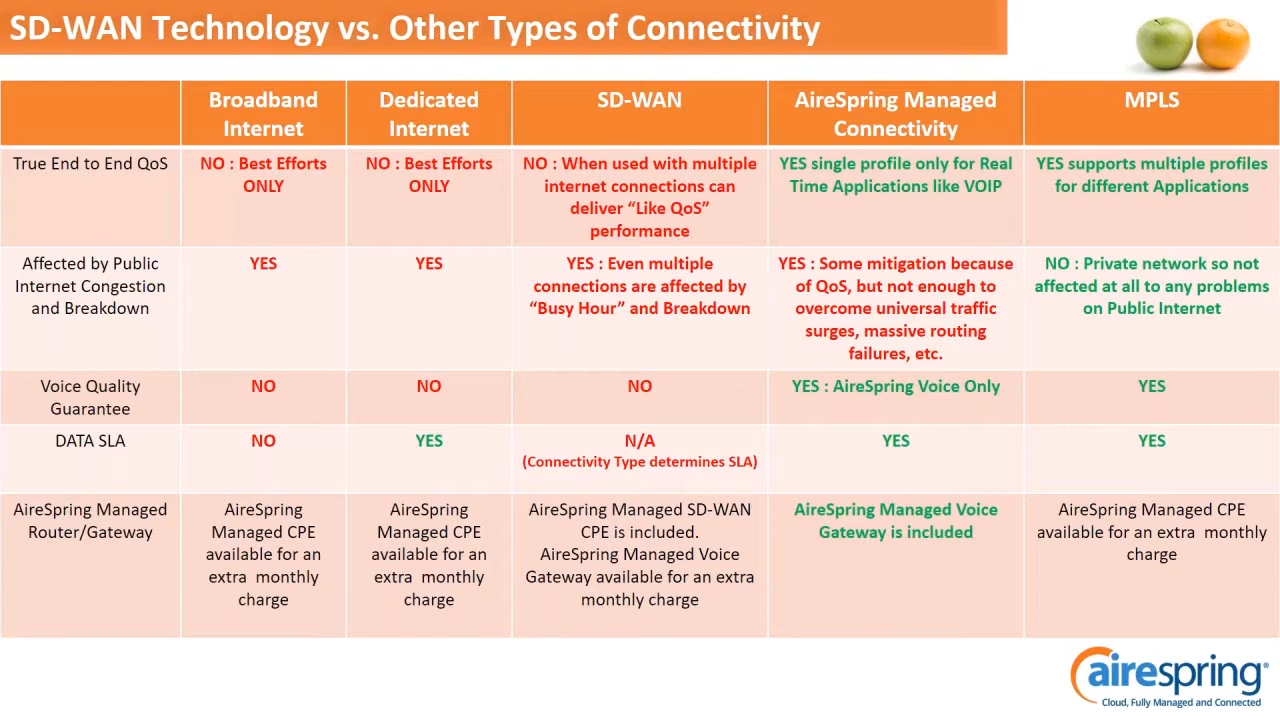 SD-WAN Technology vs. Other Types of Connectivity
Broadband
Internet
Dedicated
Internet
SD-WAN
AireSpring Managed
Connectivity
MPLS
True End to End QoS
NO : Best Efforts
ONLY
NO : Best Efforts
ONLY
NO : When used with multiple
internet connections can
deliver “Like QoS”
performance
YES single profile only for Real
Time Applications like VOIP
YES supports multiple profiles
for different Applications
Affected by Public
Internet Congestion
and Breakdown
YES
YES
YES : Even multiple
connections are affected by
“Busy Hour” and Breakdown
YES : Some mitigation because
of QoS, but not enough to
overcome universal traffic
surges, massive routing
failures, etc.
NO : Private network so not
affected at all to any problems
on Public Internet
Voice Quality
Guarantee
NO
NO
NO
YES : AireSpring Voice Only
YES
DATA SLA
NO
YES
N/A
(Connectivity Type determines SLA)
YES
YES
AireSpring Managed
Router/Gateway
AireSpring
Managed CPE
available for an
extra monthly
charge
AireSpring
Managed CPE
available for an
extra monthly
charge
AireSpring Managed SD-WAN
CPE is included.
AireSpring Managed Voice
Gateway available for an extra
monthly charge
AireSpring Managed Voice
Gateway is included
AireSpring Managed CPE
available for an extra monthly
charge
airespring®
Cloud, Fully Managed and Connected